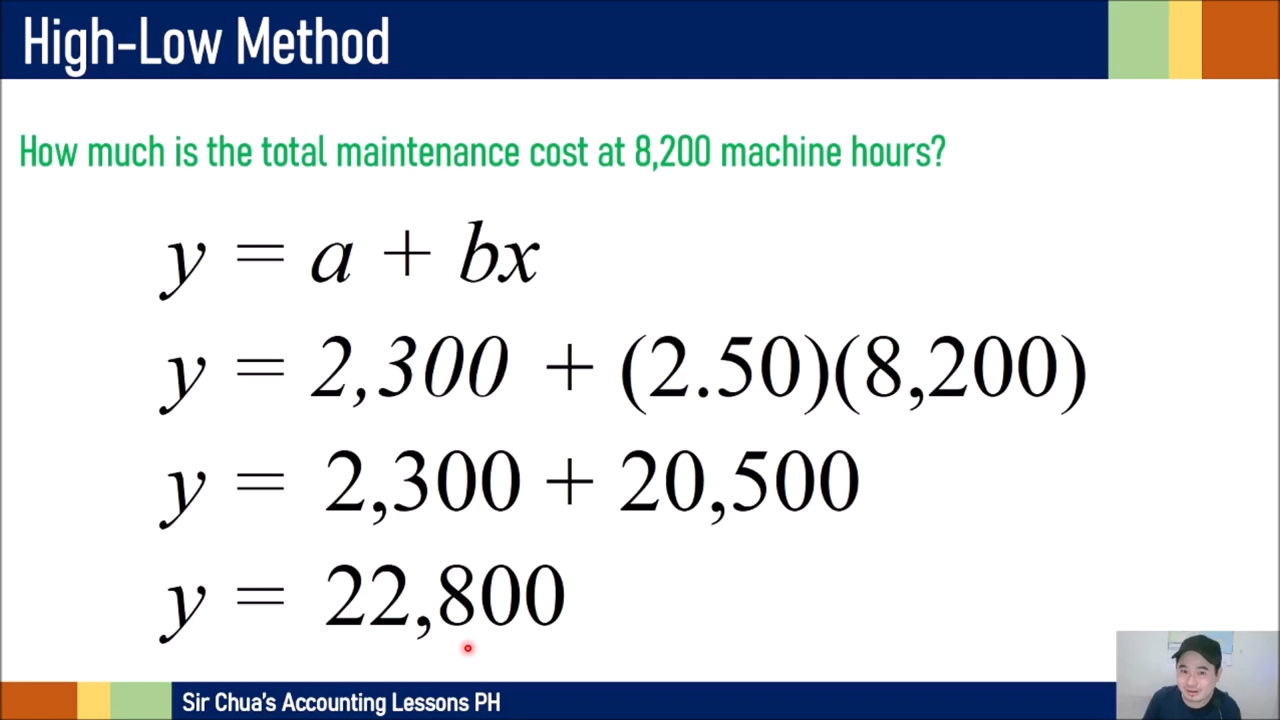 High-Low Method
How much is the total maintenance cost at 8,200 machine hours?
y = a + bx
y = 2,300 + (2.50)(8,200)
y = 2,300 + 20,500
y = 22,800
Sir Chua's Accounting Lessons PH